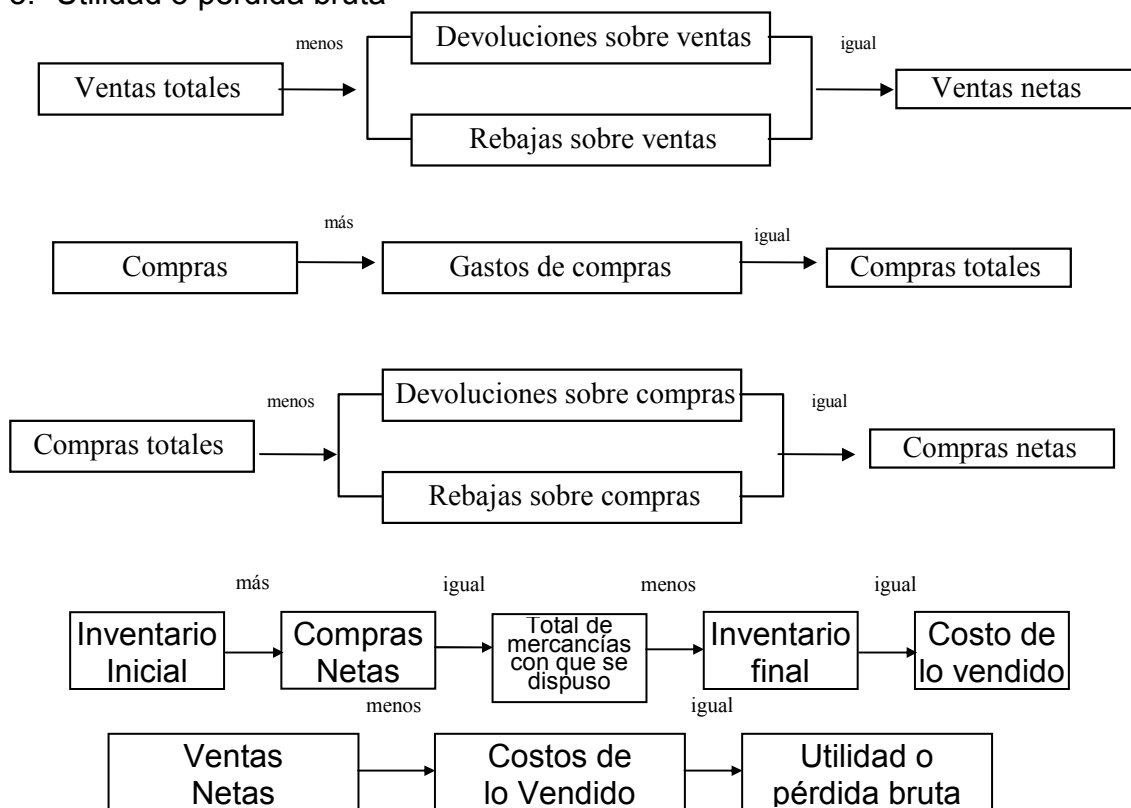 Utilidad o pérdida bruta
menos
Devoluciones sobre ventas
igual
Ventas totales
Ventas netas
Rebajas sobre ventas
más
igual
Compras
Gastos de compras
Compras totales
menos
Devoluciones sobre compras
igual
Compras totales
Compras netas
Rebajas sobre compras
más
igual
menos
igual
Inventario
Inicial
Compras
Netas
Total de
mercancías
con que se
dispuso
Inventario
final
Costo de
lo vendido
menos
igual
Ventas
Netas
Costos de
lo Vendido
Utilidad o
pérdida bruta